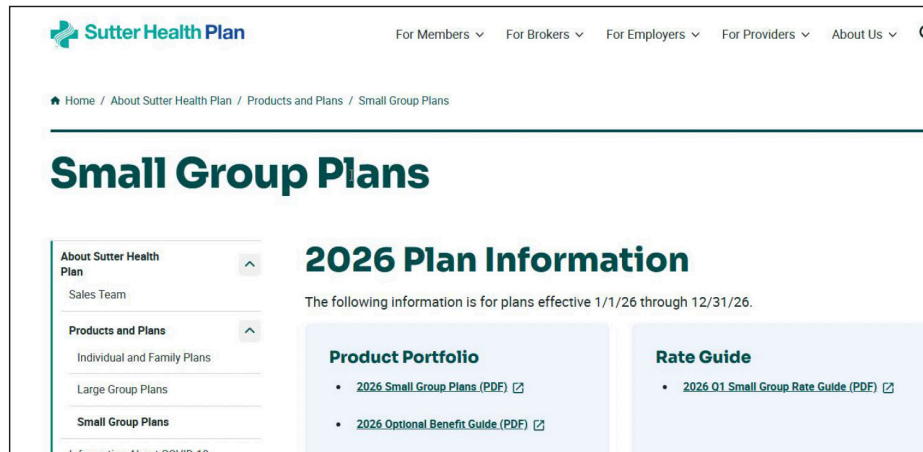 Sutter Health Plan
For Members For Brokers For Employers For Providers About Us
Home / About Sutter Health Plan / Products and Plans / Small Group Plans
Small Group Plans
About Sutter Health
Plan
Sales Team
Products and Plans
Individual and Family Plans
Large Group Plans
Small Group Plans
2026 Plan Information
The following information is for plans effective 1/1/26 through 12/31/26.
Product Portfolio
• 2026 Small Group Plans (PDF)
• 2026 Optional Benefit Guide (PDF)
Rate Guide
• 2026 Q1 Small Group Rate Guide (PDF)